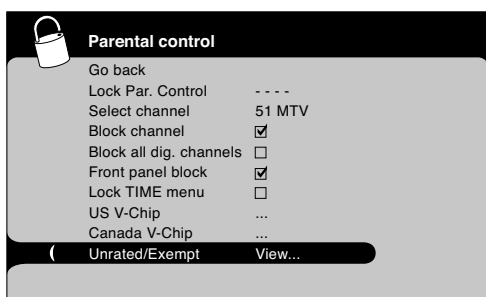 Parental control
Go back
Lock Par. Control - - - -
Select channel 51 MTV
Block channel
Block all dig. channels
Front panel block
Lock TIME menu
US V-Chip ...
Canada V-Chip ...
Unrated/Exempt View...